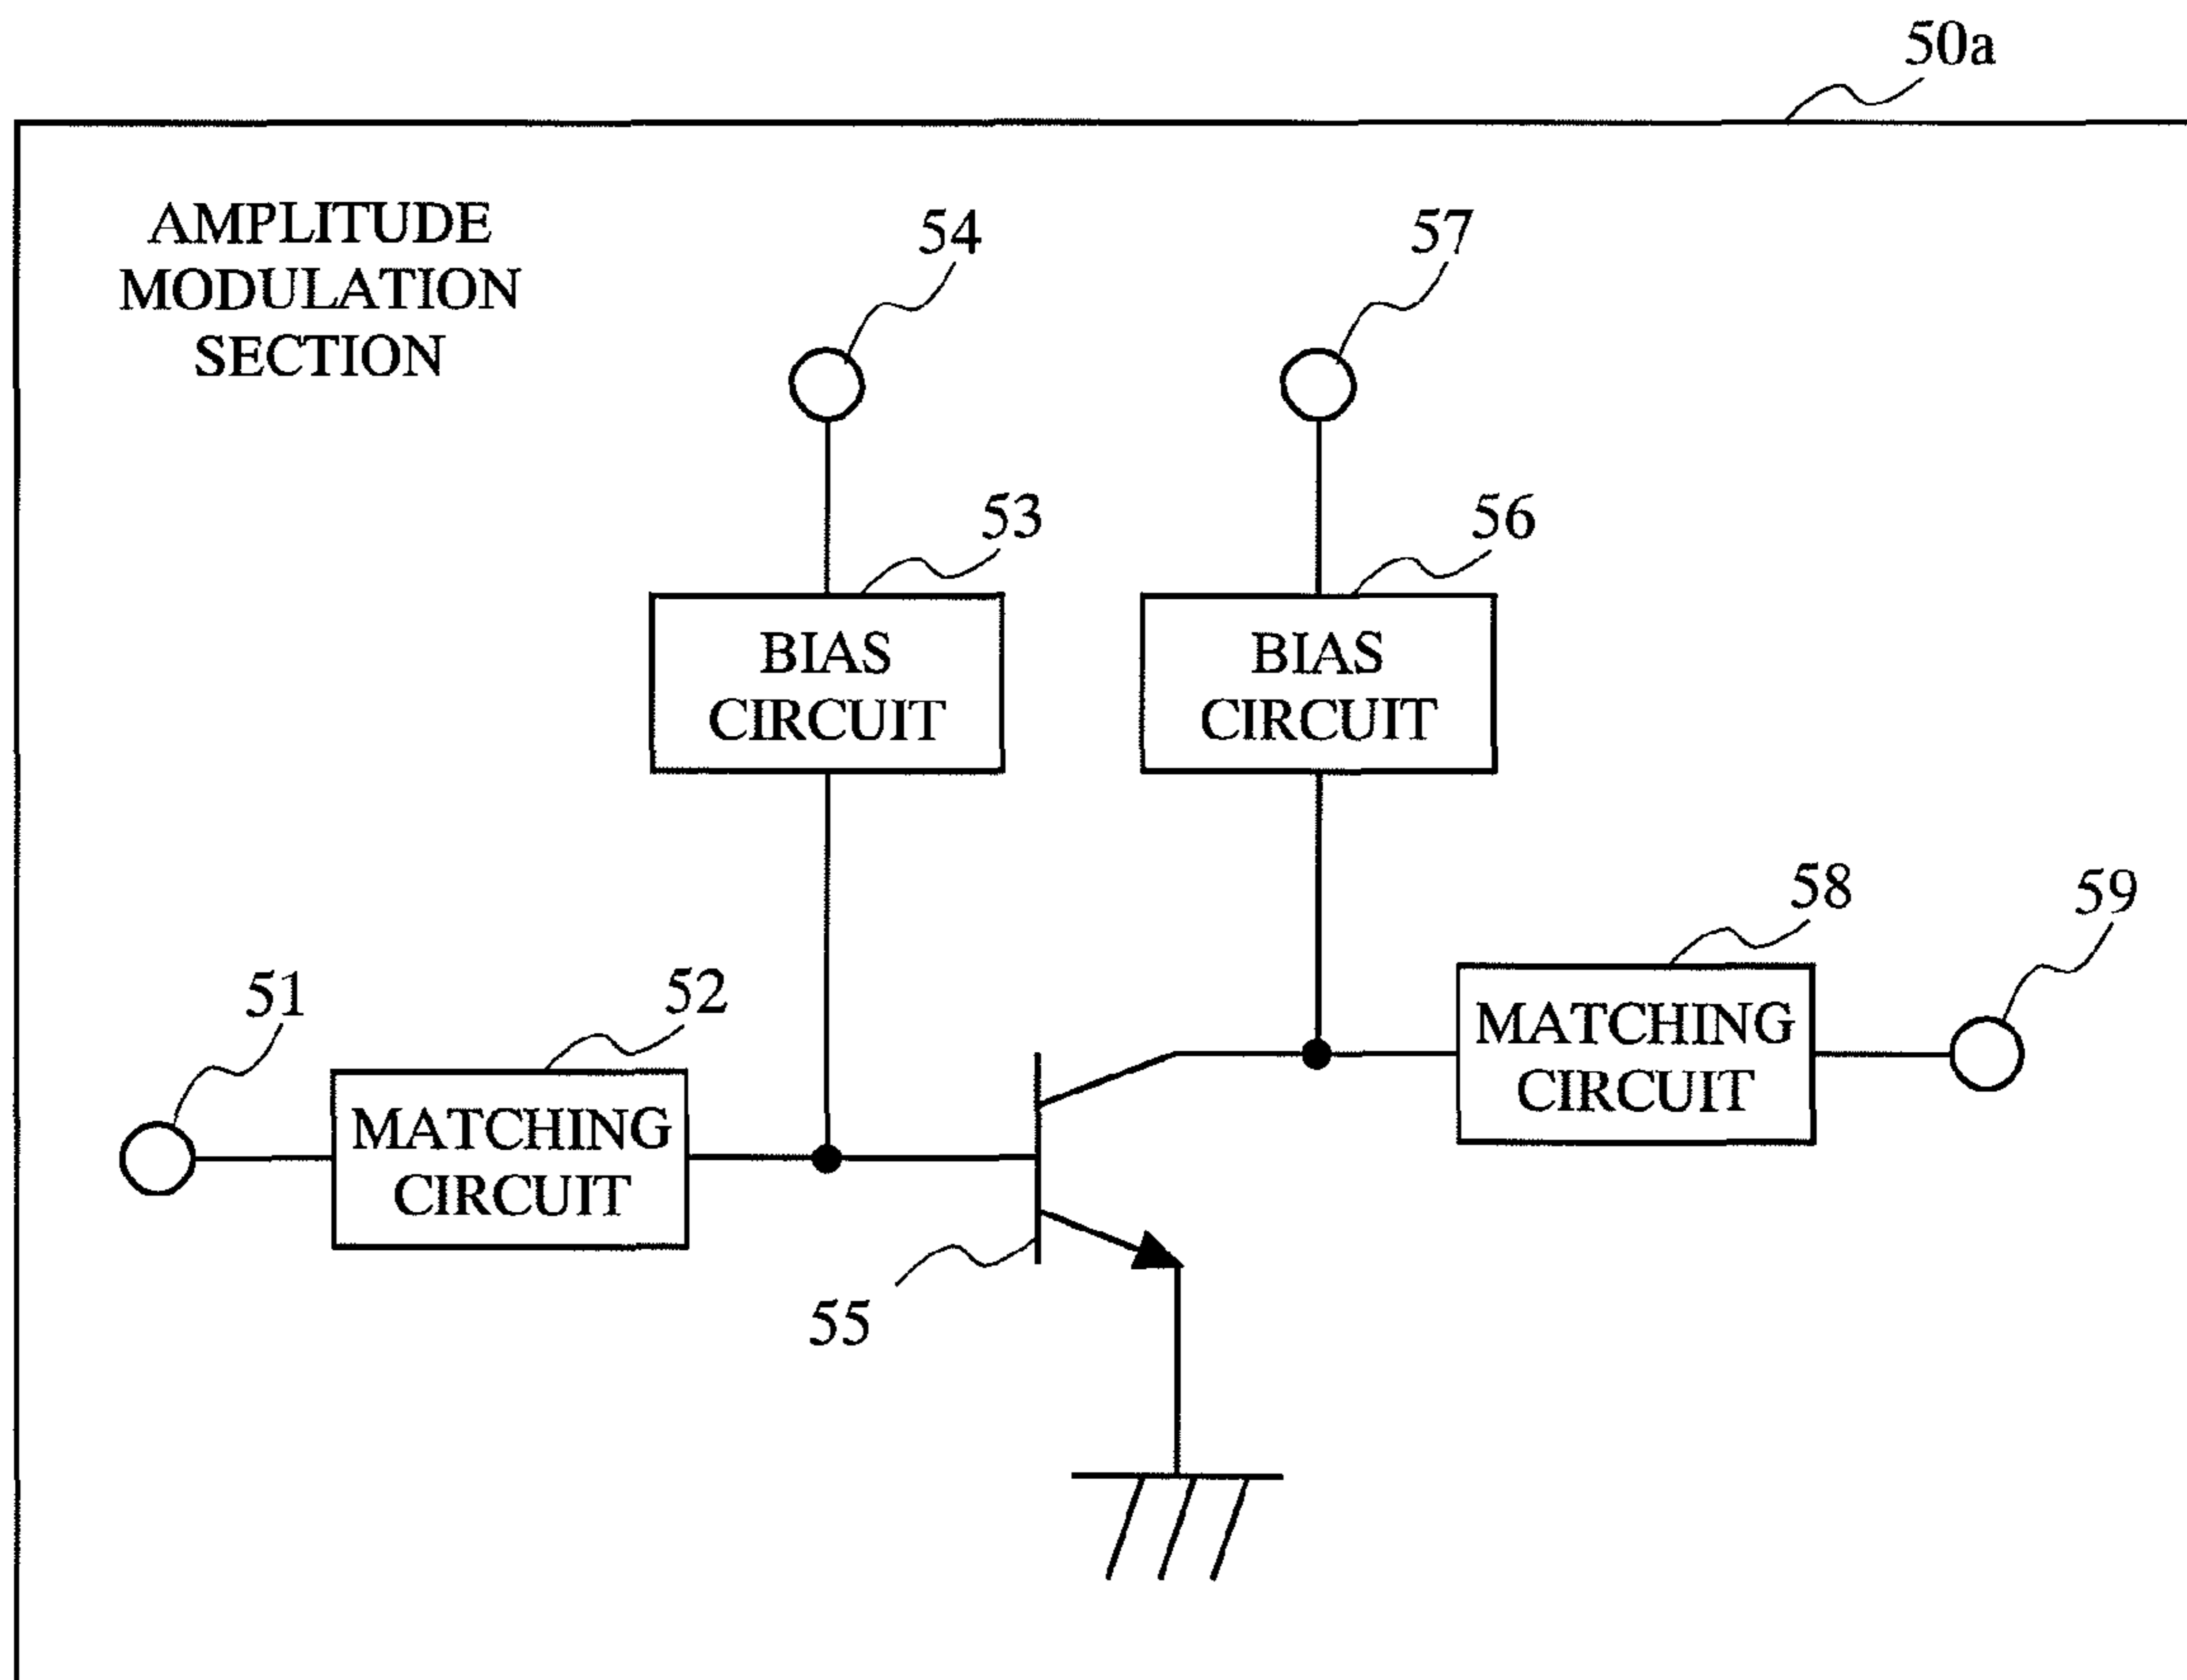 50a
AMPLITUDE
MODULATION
SECTION
54
57
53
56
BIAS
CIRCUIT
BIAS
CIRCUIT
58
59
51
52
MATCHING
CIRCUIT
MATCHING
CIRCUIT
55